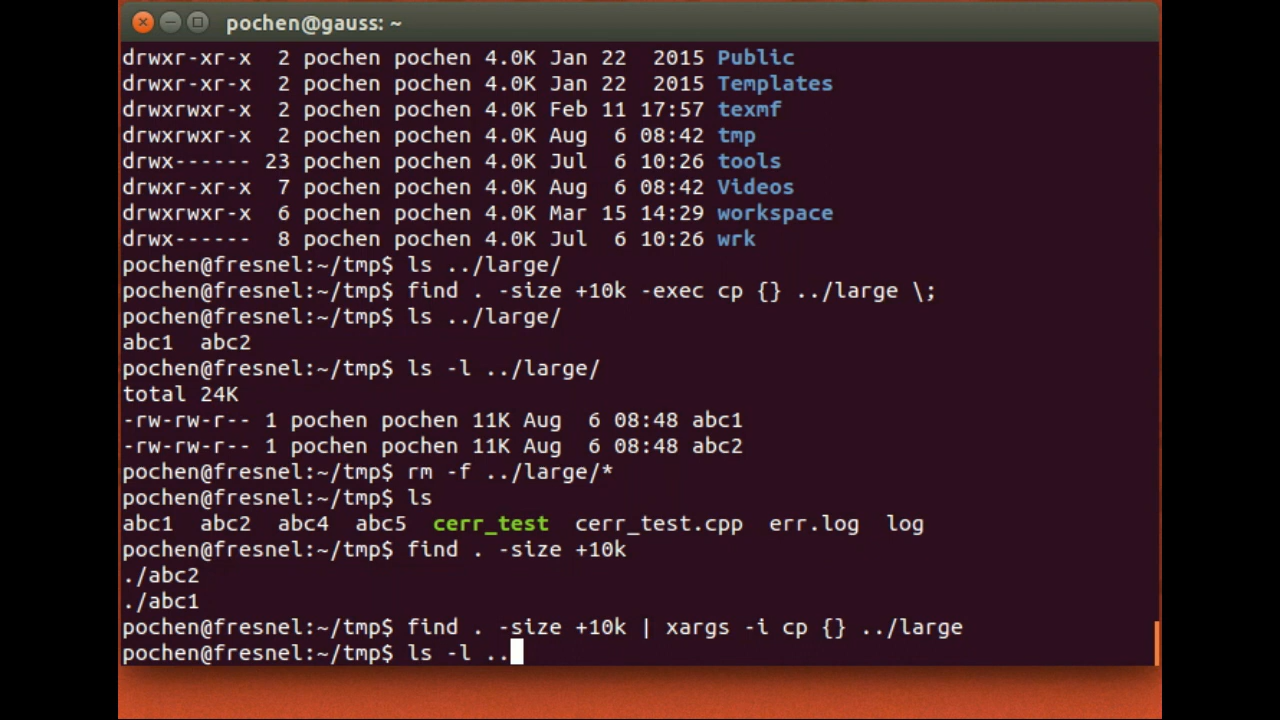 pochen@gauss: ~
drwxr-xr-x  2 pochen pochen 4.0K Jan 22  2015 Public
drwxr-xr-x  2 pochen pochen 4.0K Jan 22  2015 Templates
drwxrwxr-x  2 pochen pochen 4.0K Feb 11 17:57 texmf
drwxrwxr-x  2 pochen pochen 4.0K Aug  6 08:42 tmp
drwx------ 23 pochen pochen 4.0K Jul  6 10:26 tools
drwxr-xr-x  7 pochen pochen 4.0K Aug  6 08:42 Videos
drwxrwxr-x  6 pochen pochen 4.0K Mar 15 14:29 workspace
drwx------  8 pochen pochen 4.0K Jul  6 10:26 wrk
pochen@fresnel:~/tmp$ ls ../large/
pochen@fresnel:~/tmp$ find . -size +10k -exec cp {} ../large \;
pochen@fresnel:~/tmp$ ls ../large/
abc1  abc2
pochen@fresnel:~/tmp$ ls -l ../large/
total 24K
-rw-rw-r-- 1 pochen pochen 11K Aug  6 08:48 abc1
-rw-rw-r-- 1 pochen pochen 11K Aug  6 08:48 abc2
pochen@fresnel:~/tmp$ rm -f ../large/*
pochen@fresnel:~/tmp$ ls
abc1  abc2  abc4  abc5  cerr_test  cerr_test.cpp  err.log  log
pochen@fresnel:~/tmp$ find . -size +10k
./abc2
./abc1
pochen@fresnel:~/tmp$ find . -size +10k | xargs -i cp {} ../large
pochen@fresnel:~/tmp$ ls -l ..